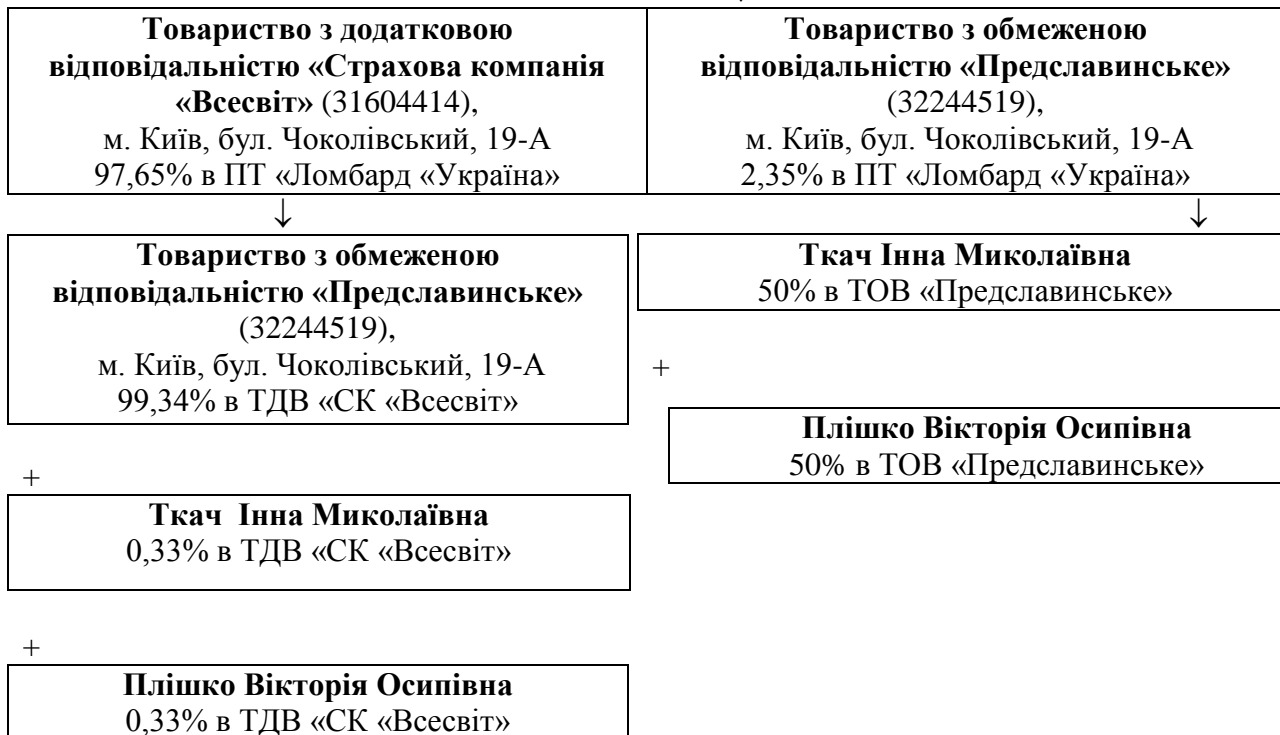 Товариство з додатковою
відповідальністю «Страхова компанія
«Всесвіт» (31604414),
м. Київ, бул. Чоколівський, 19-А
97,65% в ПТ «Ломбард «Україна»
Товариство з обмеженою
відповідальністю «Предславинське»
(32244519),
м. Київ, бул. Чоколівський, 19-А
2,35% в ПТ «Ломбард «Україна»
↓
↓
Товариство з обмеженою
відповідальністю «Предславинське»
(32244519),
м. Київ, бул. Чоколівський, 19-А
99,34% в ТДВ «СК «Всесвіт»
Ткач Інна Миколаївна
50% в ТОВ «Предславинське»
+
Плішко Вікторія Осипівна
50% в ТОВ «Предславинське»
+
Ткач Інна Миколаївна
0,33% в ТДВ «СК «Всесвіт»
+
Плішко Вікторія Осипівна
0,33% в ТДВ «СК «Всесвіт»